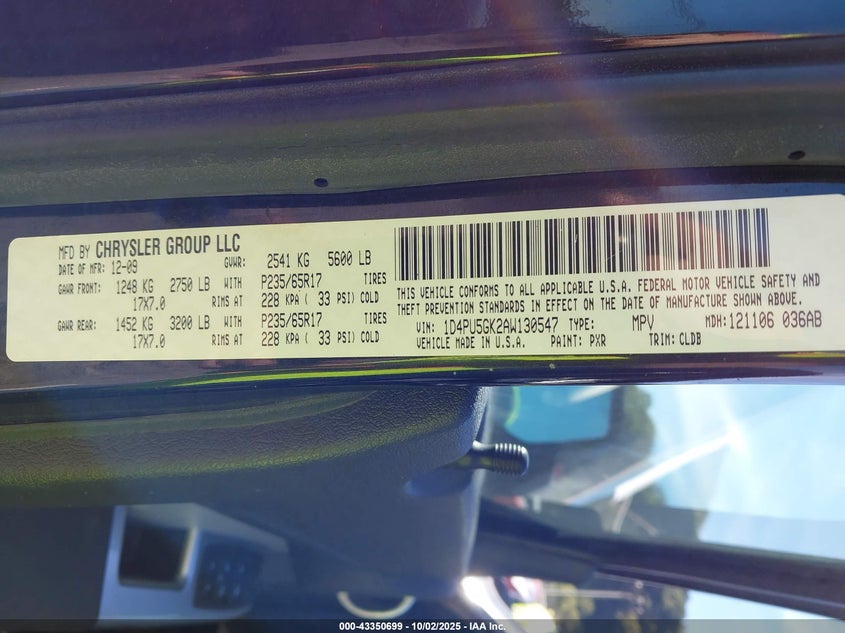 MFD BY CHRYSLER GROUP LLC
DATE OF MFR: 12-09 GVWR: 2541 KG 5600 LB
GAWR FRONT: 1248 KG 2750 LB WITH P235/65R17 TIRES
17X7.0 RIMS AT 228 KPA ( 33 PSI) COLD
GAWR REAR: 1452 KG 3200 LB WITH P235/65R17 TIRES
17X7.0 RIMS AT 228 KPA ( 33 PSI) COLD
THIS VEHICLE CONFORMS TO ALL APPLICABLE U.S.A. FEDERAL MOTOR VEHICLE SAFETY AND
THEFT PREVENTION STANDARDS IN EFFECT ON THE DATE OF MANUFACTURE SHOWN ABOVE.
VIN: 1D4PU5GK2AW130547 TYPE: MPV MDH: 121106 036AB
VEHICLE MADE IN U.S.A. PAINT: PXR TRIM: CLDB
000-43350699 - 10/02/2025 - IAA Inc.